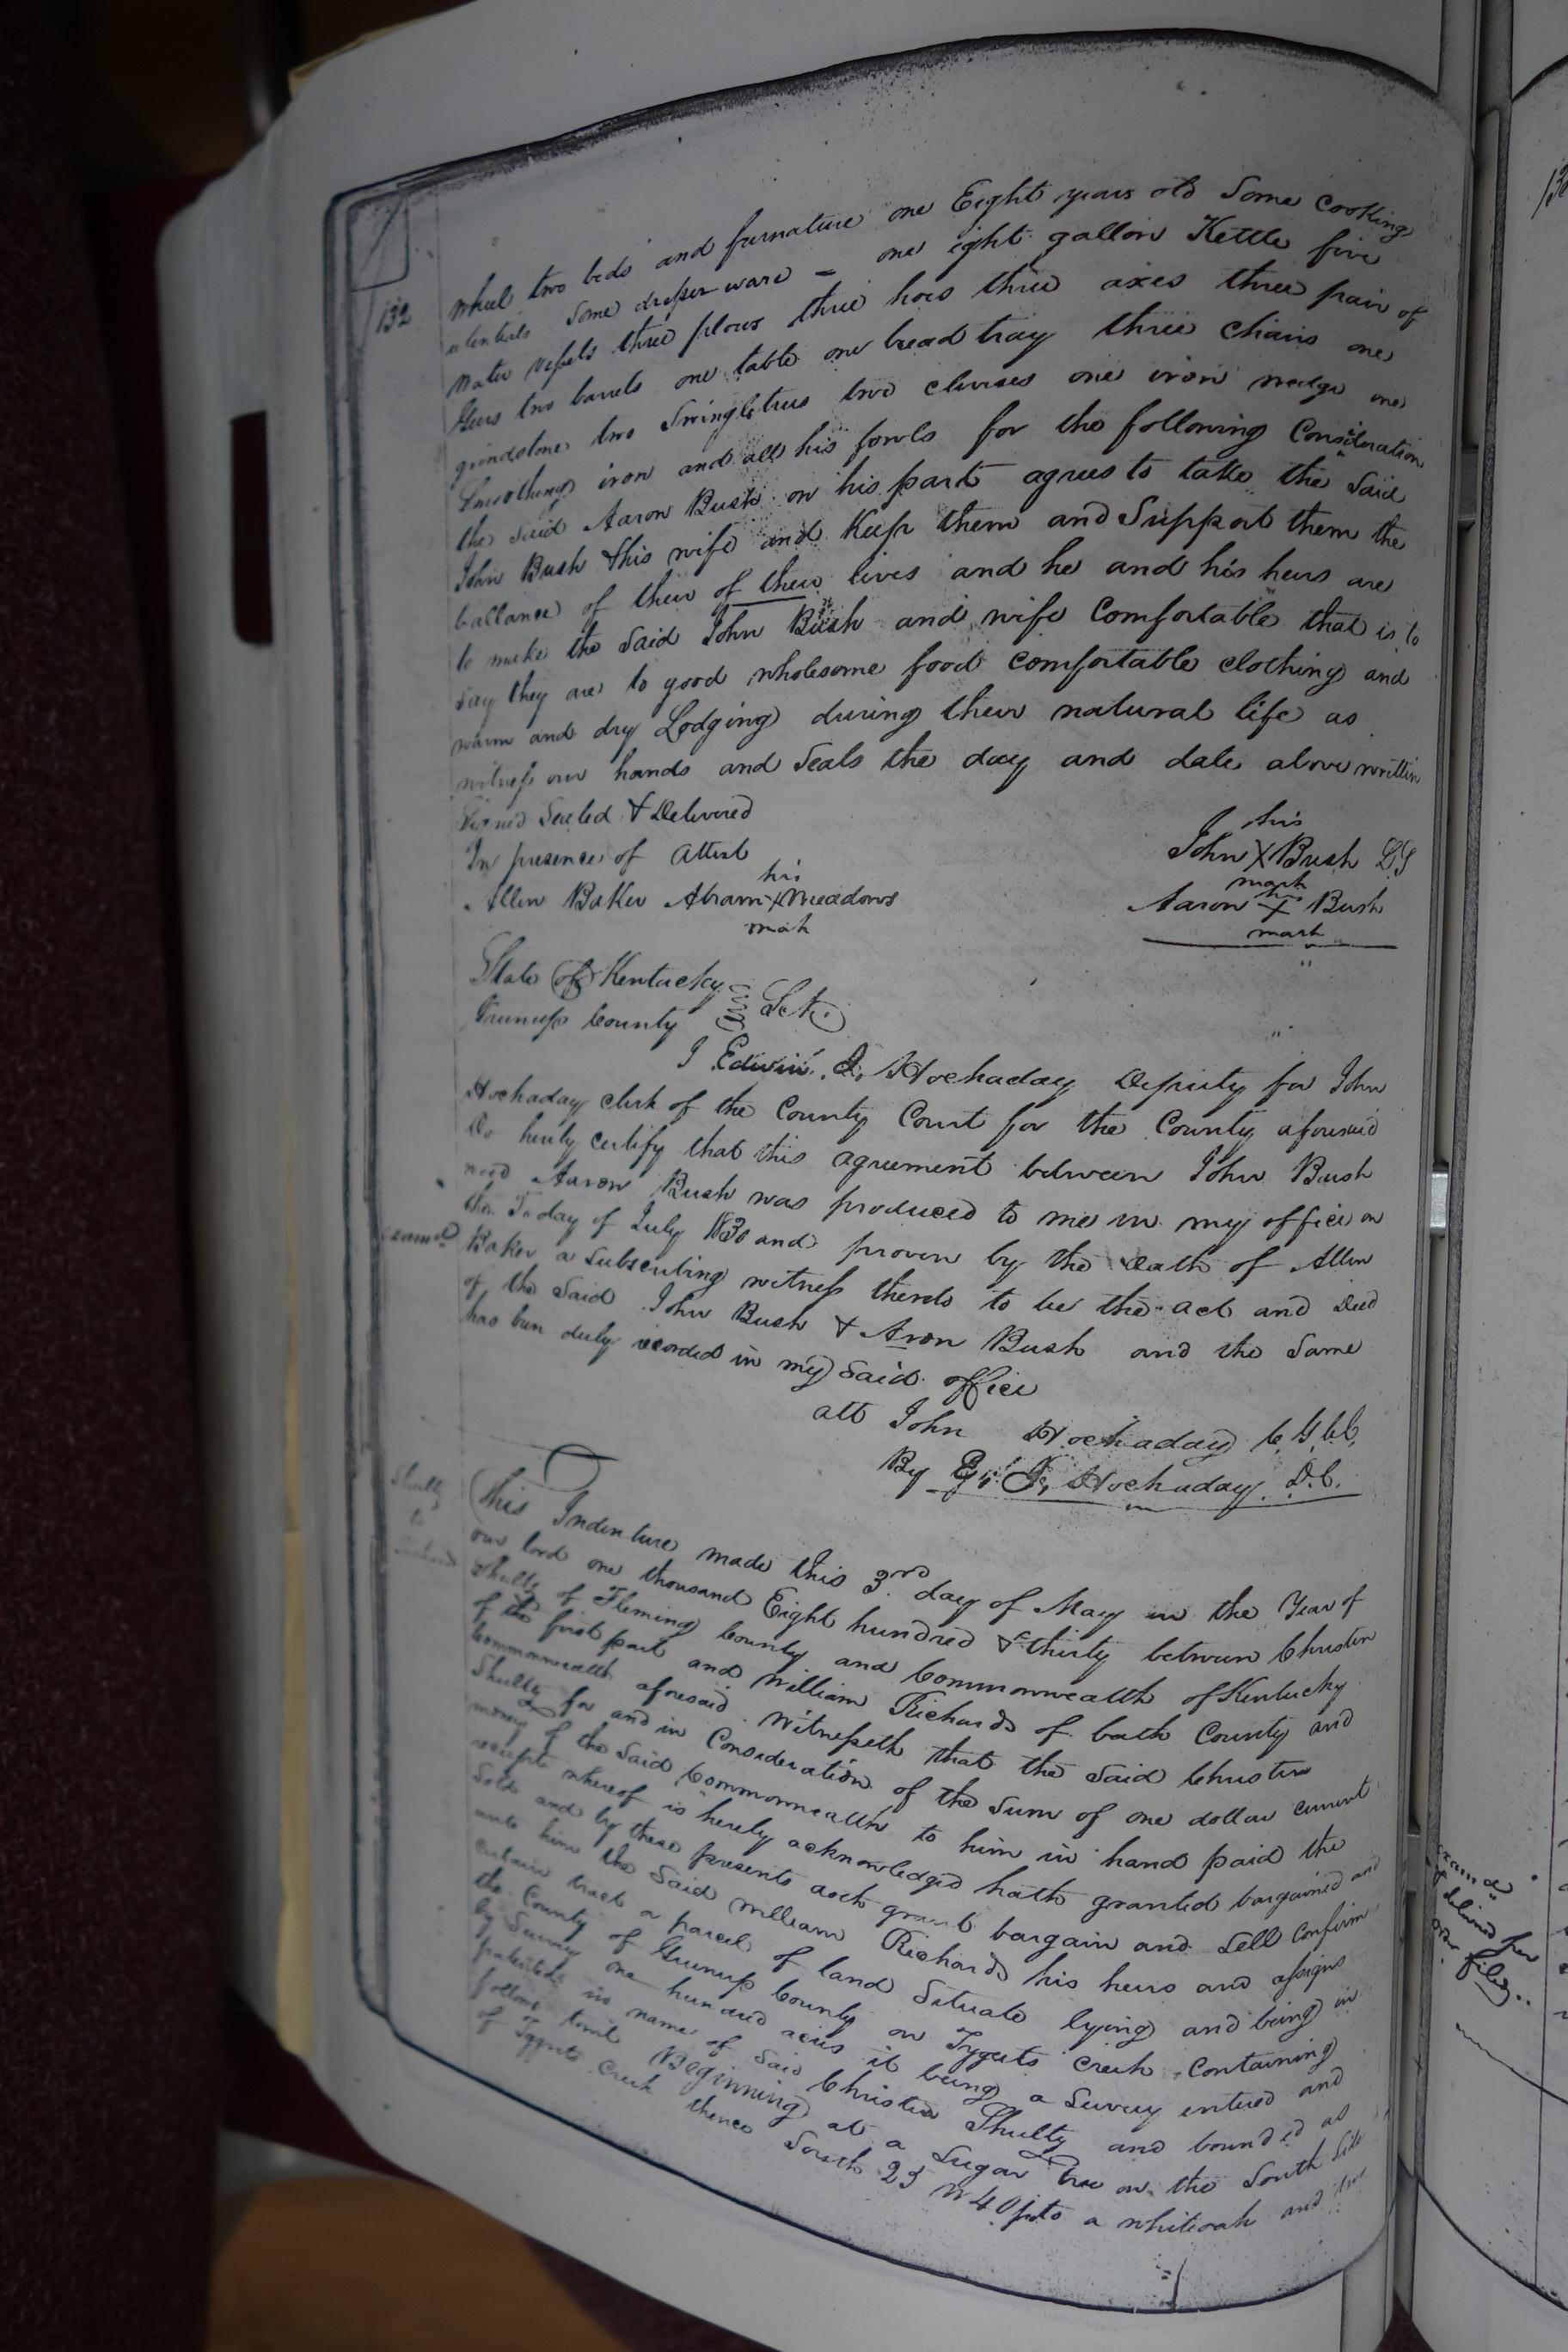 132
wheel two beds and furnature one Eight years old Some Cooking
utentials Some dresser ware = one eight gallon Kettle five
water vessels three plows three hoes three axes three pair of
Gears two barrels one table one bread tray three chairs one
grindstone two Swingletrees two clevises one iron wedge one
Smoothing iron and all his fowls for the following Consideration
the said Aaron Bush on his part agrees to take the said
John Bush & his wife and Keep them and Support them the
ballance of their of their lives and he and his heirs are
to make the said John Bush and wife Comfortable that is to
say they are to good wholesome food comfortable clothing and
warm and dry Lodging during their natural life as
witness our hands and Seals the day and date above written
Signed Sealed & Delivered
In presence of Attest
Allen Baker Abram his X mark Meadows
John his X mark Bush L.S
Aaron his X mark Bush
State of Kentucky
Greenup County Sct.
I Edwin J. Hockaday Deputy for John
Hockaday clerk of the County Court for the County aforesaid
Do herely certify that this agreement between John Bush
and Aaron Bush was produced to me in my office on
the day of July 1830 and proven by the Oath of Allen
examd
Baker a subscribing witness thereto to be the act and Deed
of the said John Bush & Aron Bush and the Same
has been duly recorded in my said office
att John Hockaday C.G.C.C.
By E. J. Hockaday. D.C.
Shultz
to
Richards
This Indenture made this 3rd day of May in the Year of
our lord one thousand Eight hundred & thirty between Christian
Shultz of Fleming County and Commonwealth of Kentucky
of the first part and William Richards of bath County and
Commonwealth aforesaid. Witnesseth that the said Christian
Shultz for and in Consideration of the Sum of one dollar current
money of the Said Commonwealth to him in hand paid the
receipt whereof is hereby acknowledged hath granted bargained and
Sold and by these presents doth grant bargain and Sell Confirm
unto him the Said William Richards his heirs and assigns
certain tract a parcel of land Situate lying and being in
the County of Greenup County on Tygerts Creek Containing
by Survey one hundred acres it being a Survey entered and
patented in name of Said Christian Shultz and bounded as
follows towit Beginning at a Sugar tree on the South Side
of Tygerts Creek thence South 25 W 40 po to a whiteoak and
examd
& delivered per
order file